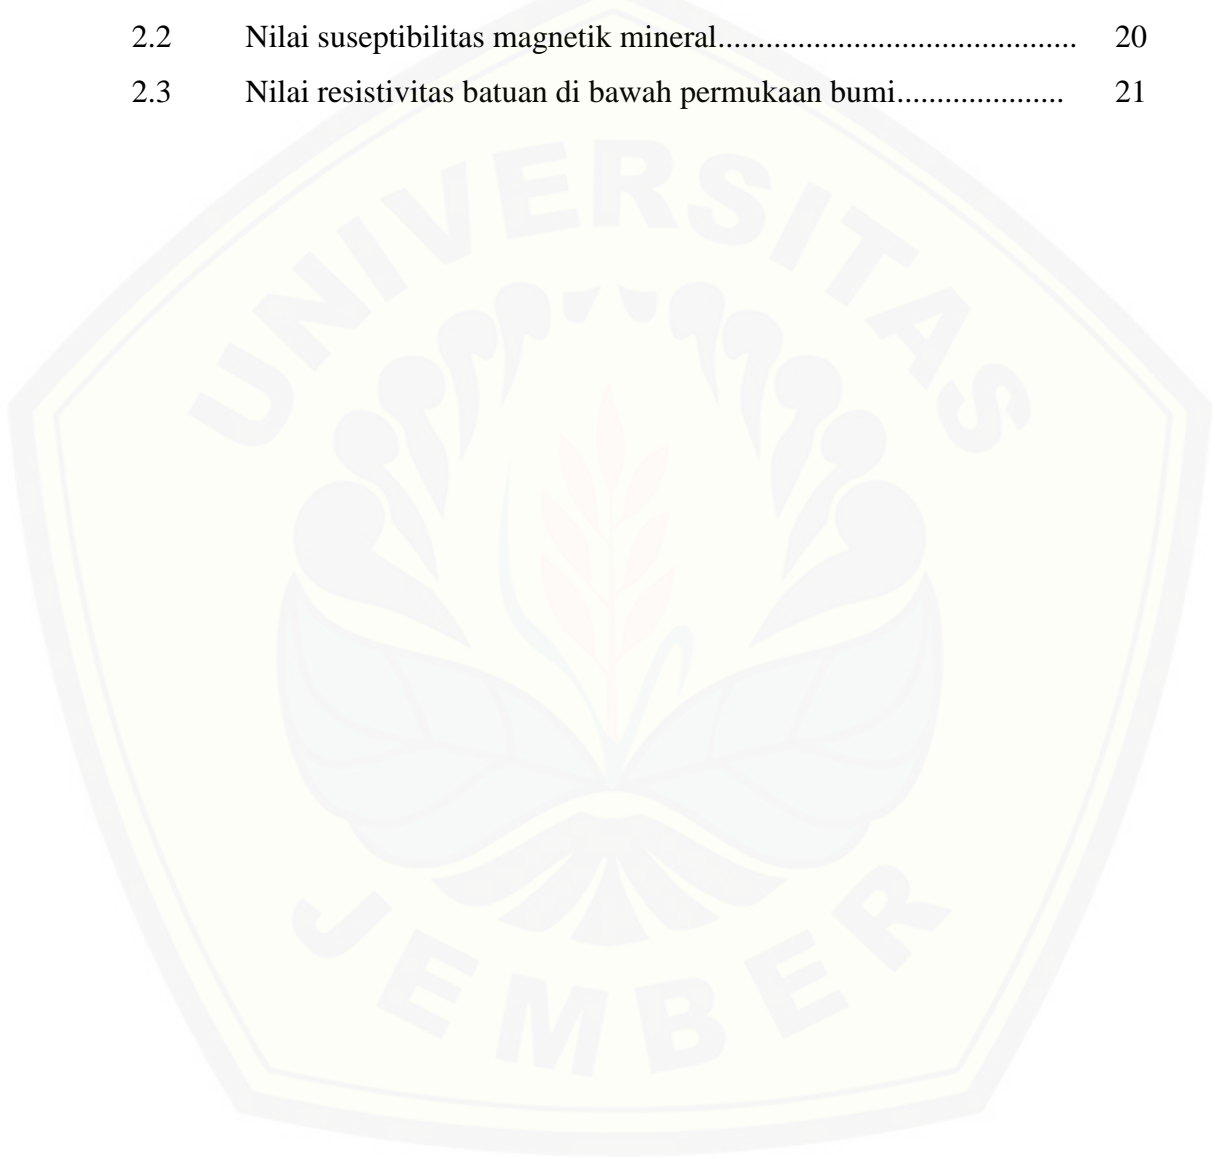 2.2 Nilai suseptibilitas magnetik mineral............................................. 20
2.3 Nilai resistivitas batuan di bawah permukaan bumi..................... 21
UNIVERSITAS
JEMBER